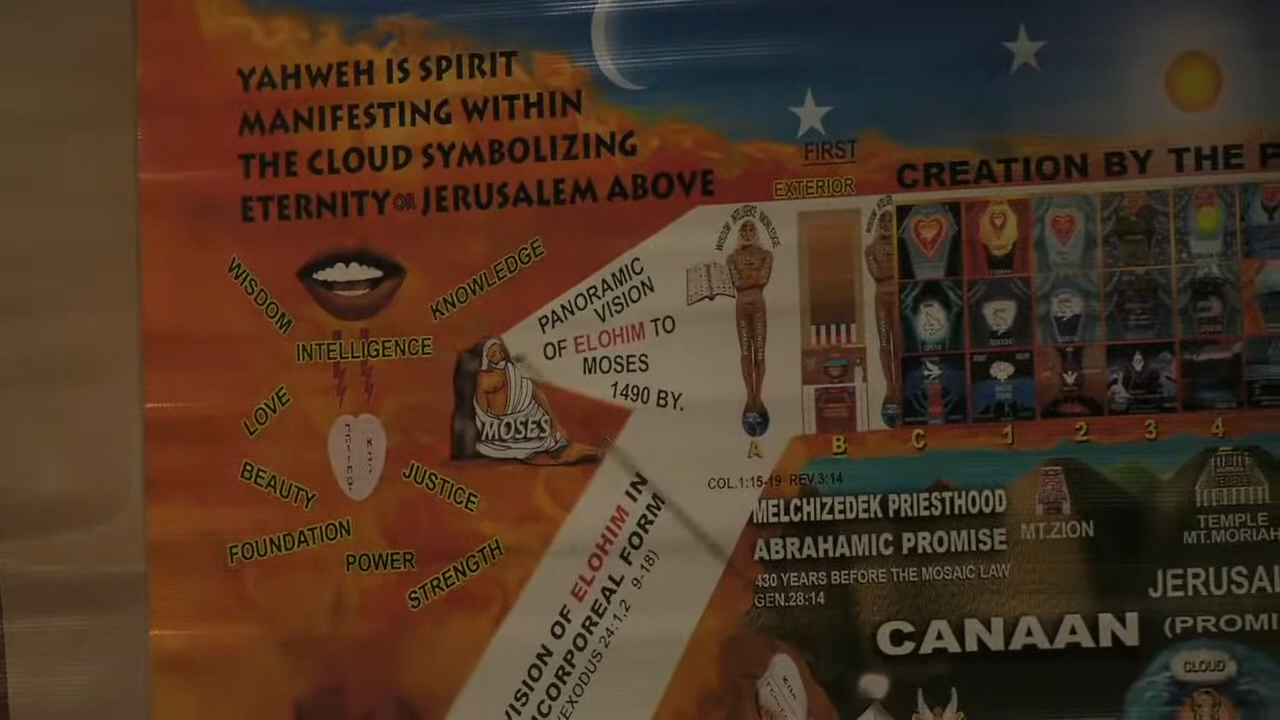 YAHWEH IS SPIRIT
MANIFESTING WITHIN
THE CLOUD SYMBOLIZING
ETERNITY OR JERUSALEM ABOVE
FIRST
EXTERIOR
CREATION BY THE
WISDOM
KNOWLEDGE
INTELLIGENCE
LOVE
BEAUTY
JUSTICE
FOUNDATION
POWER
STRENGTH
PANORAMIC
VISION
OF ELOHIM TO
MOSES
1490 BY.
MOSES
WISDOM INTELLIGENCE KNOWLEDGE
A
B
C
1
2
3
4
VISION OF ELOHIM IN
INCORPOREAL FORM
(EXODUS 24:1,2 9-18)
COL.1:15-19 REV.3:14
MELCHIZEDEK PRIESTHOOD
ABRAHAMIC PROMISE
430 YEARS BEFORE THE MOSAIC LAW
GEN.28:14
MT.ZION
TEMPLE
MT.MORIAH
JERUSA
CANAAN
(PROMI
CLOUD